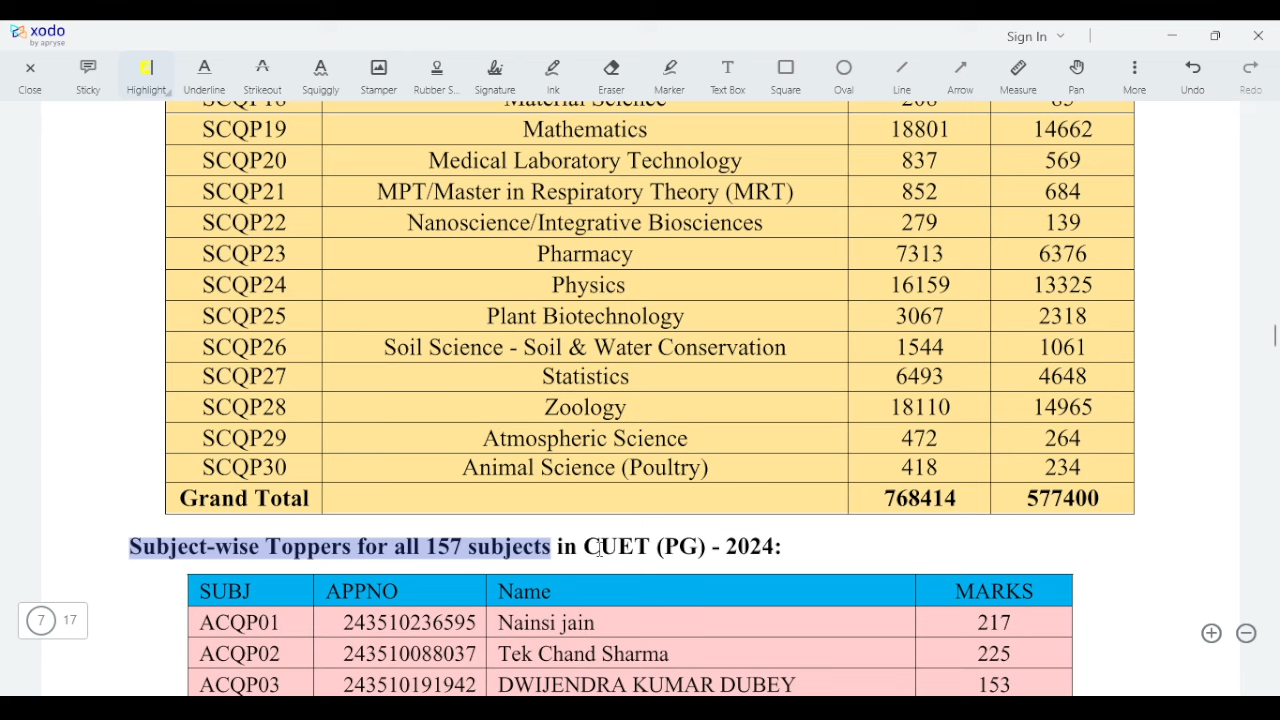 xodo
by apryse
Sign In
Close Sticky Highlight Underline Strikeout Squiggly Stamper Rubber S... Signature Ink Eraser Marker Text Box Square Oval Line Arrow Measure Pan More Undo Redo
SCQP18 Material Science 206 85
SCQP19 Mathematics 18801 14662
SCQP20 Medical Laboratory Technology 837 569
SCQP21 MPT/Master in Respiratory Theory (MRT) 852 684
SCQP22 Nanoscience/Integrative Biosciences 279 139
SCQP23 Pharmacy 7313 6376
SCQP24 Physics 16159 13325
SCQP25 Plant Biotechnology 3067 2318
SCQP26 Soil Science - Soil & Water Conservation 1544 1061
SCQP27 Statistics 6493 4648
SCQP28 Zoology 18110 14965
SCQP29 Atmospheric Science 472 264
SCQP30 Animal Science (Poultry) 418 234
Grand Total 768414 577400
Subject-wise Toppers for all 157 subjects in CUET (PG) - 2024:
SUBJ APPNO Name MARKS
7 17
ACQP01 243510236595 Nainsi jain 217
ACQP02 243510088037 Tek Chand Sharma 225
ACQP03 243510191942 DWIJENDRA KUMAR DUBEY 153